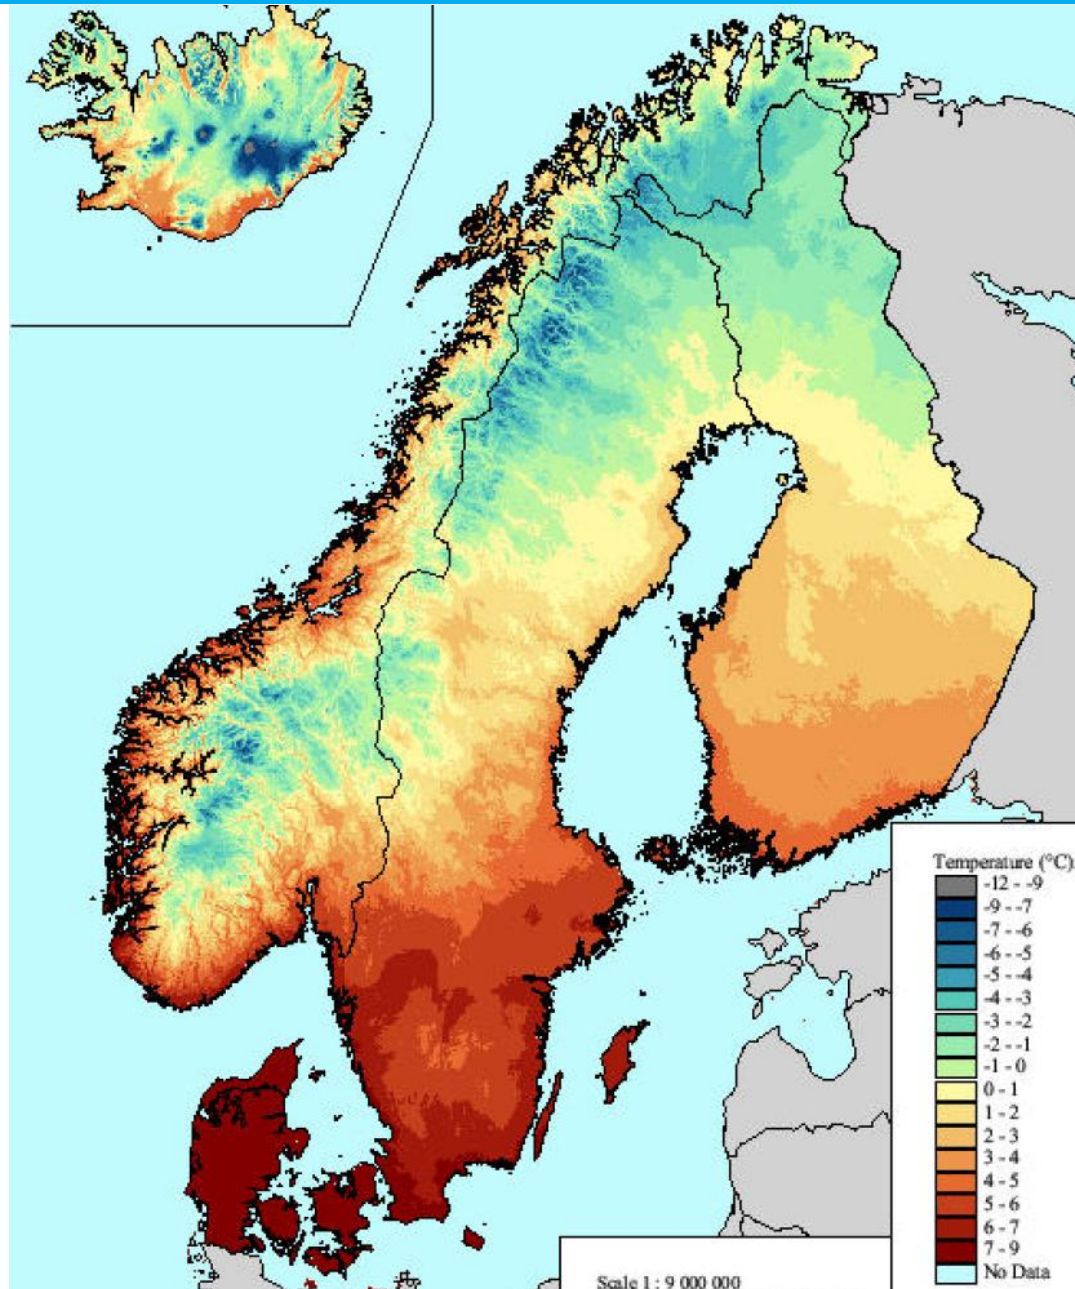 Temperature (°C)
-12 - -9
-9 - -7
-7 - -6
-6 - -5
-5 - -4
-4 - -3
-3 - -2
-2 - -1
-1 - 0
0 - 1
1 - 2
2 - 3
3 - 4
4 - 5
5 - 6
6 - 7
7 - 9
No Data
Scale 1 : 9 000 000